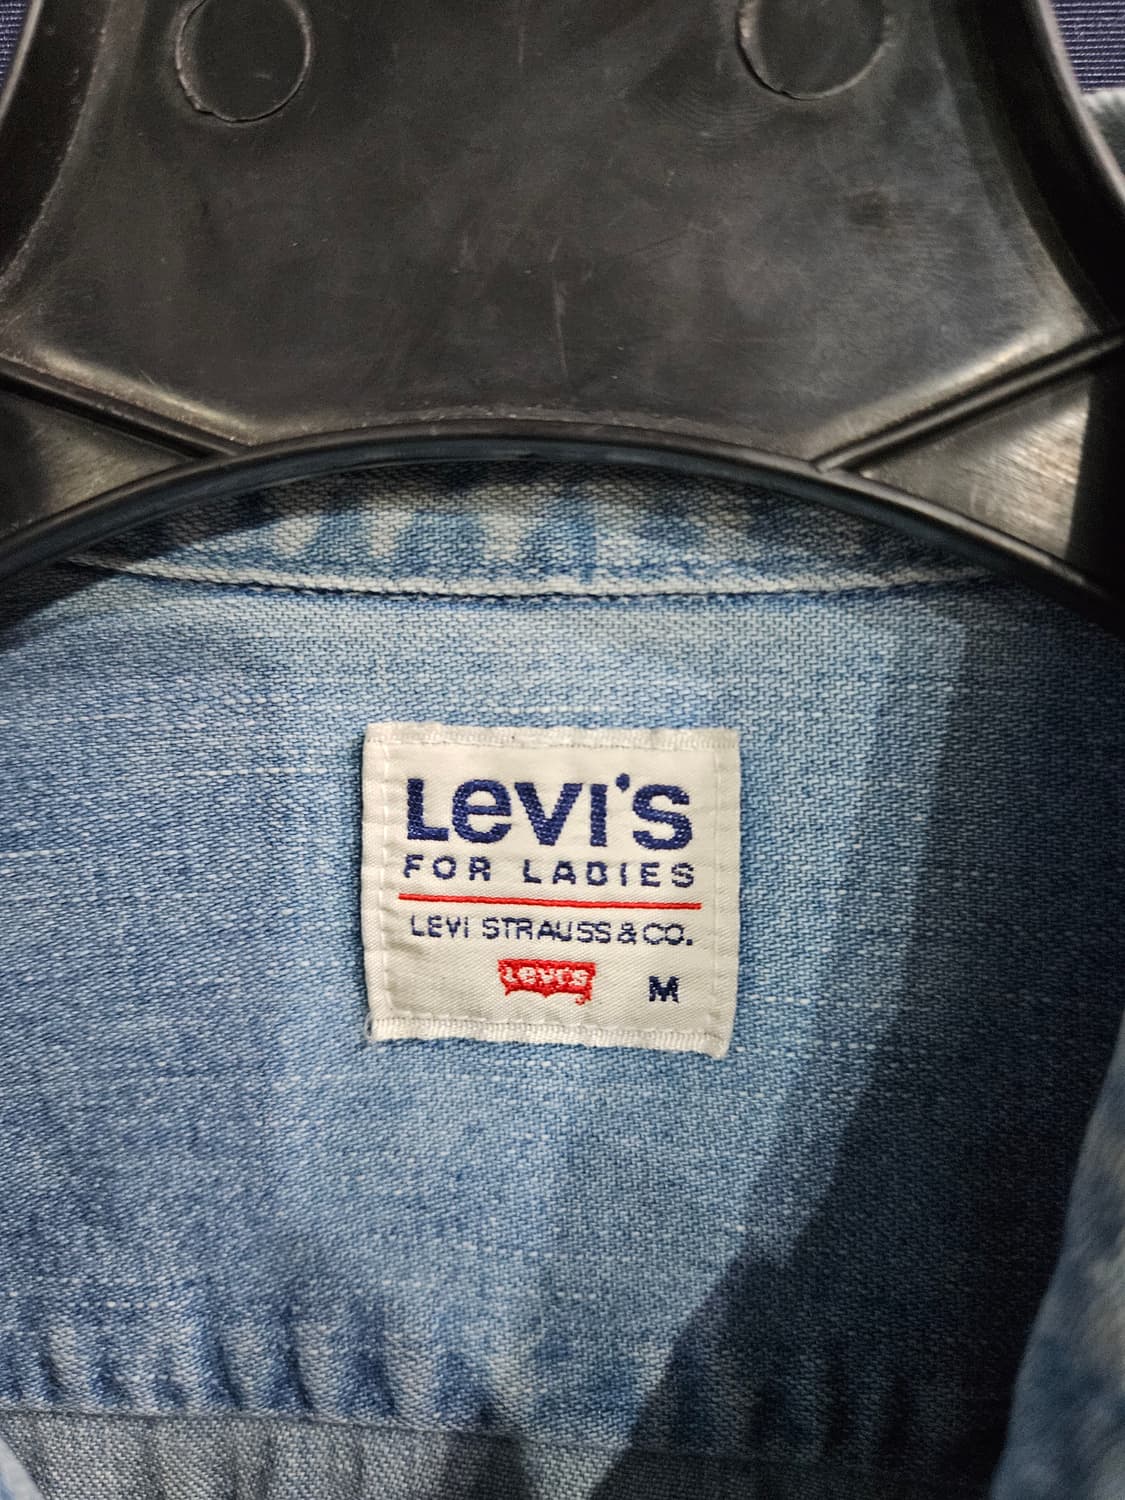 Levi's
FOR LADIES
LEVI STRAUSS & CO.
Levi's
M